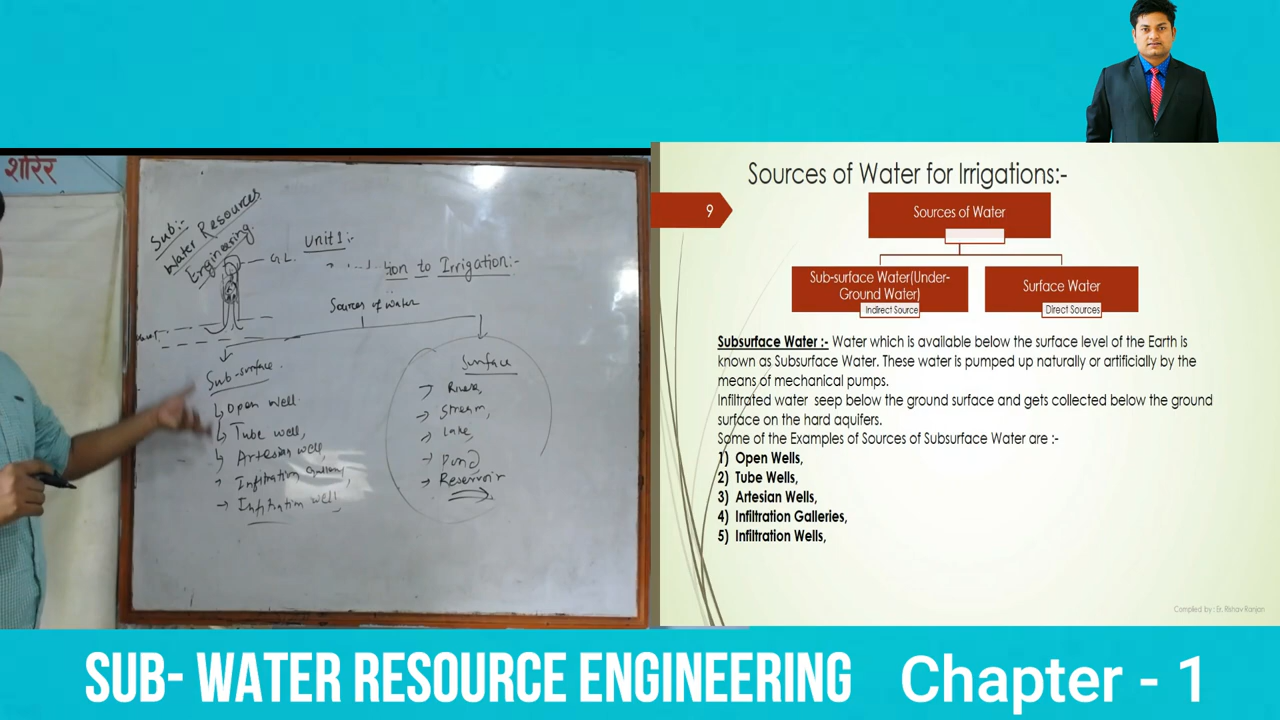 शरिर
Sub:-
Water Resources
Engineering.
G.L.
Unit 1:-
tion to Irrigation:-
Sources of water
Sub-surface
Open well
Tube well,
Artesian well,
Infiltration Gallery,
Infiltration well,
Surface
River,
Stream,
Lake,
Pond
Reservoir
Sources of Water for Irrigations:-
9
Sources of Water
Sub-surface Water(Under-
Ground Water)
Indirect Source
Surface Water
Direct Sources
Subsurface Water :- Water which is available below the surface level of the Earth is
known as Subsurface Water. These water is pumped up naturally or artificially by the
means of mechanical pumps.
Infiltrated water seep below the ground surface and gets collected below the ground
surface on the hard aquifers.
Some of the Examples of Sources of Subsurface Water are :-
1) Open Wells,
2) Tube Wells,
3) Artesian Wells,
4) Infiltration Galleries,
5) Infiltration Wells,
Complied by : Er. Rishav Ranjan
SUB- WATER RESOURCE ENGINEERING Chapter - 1